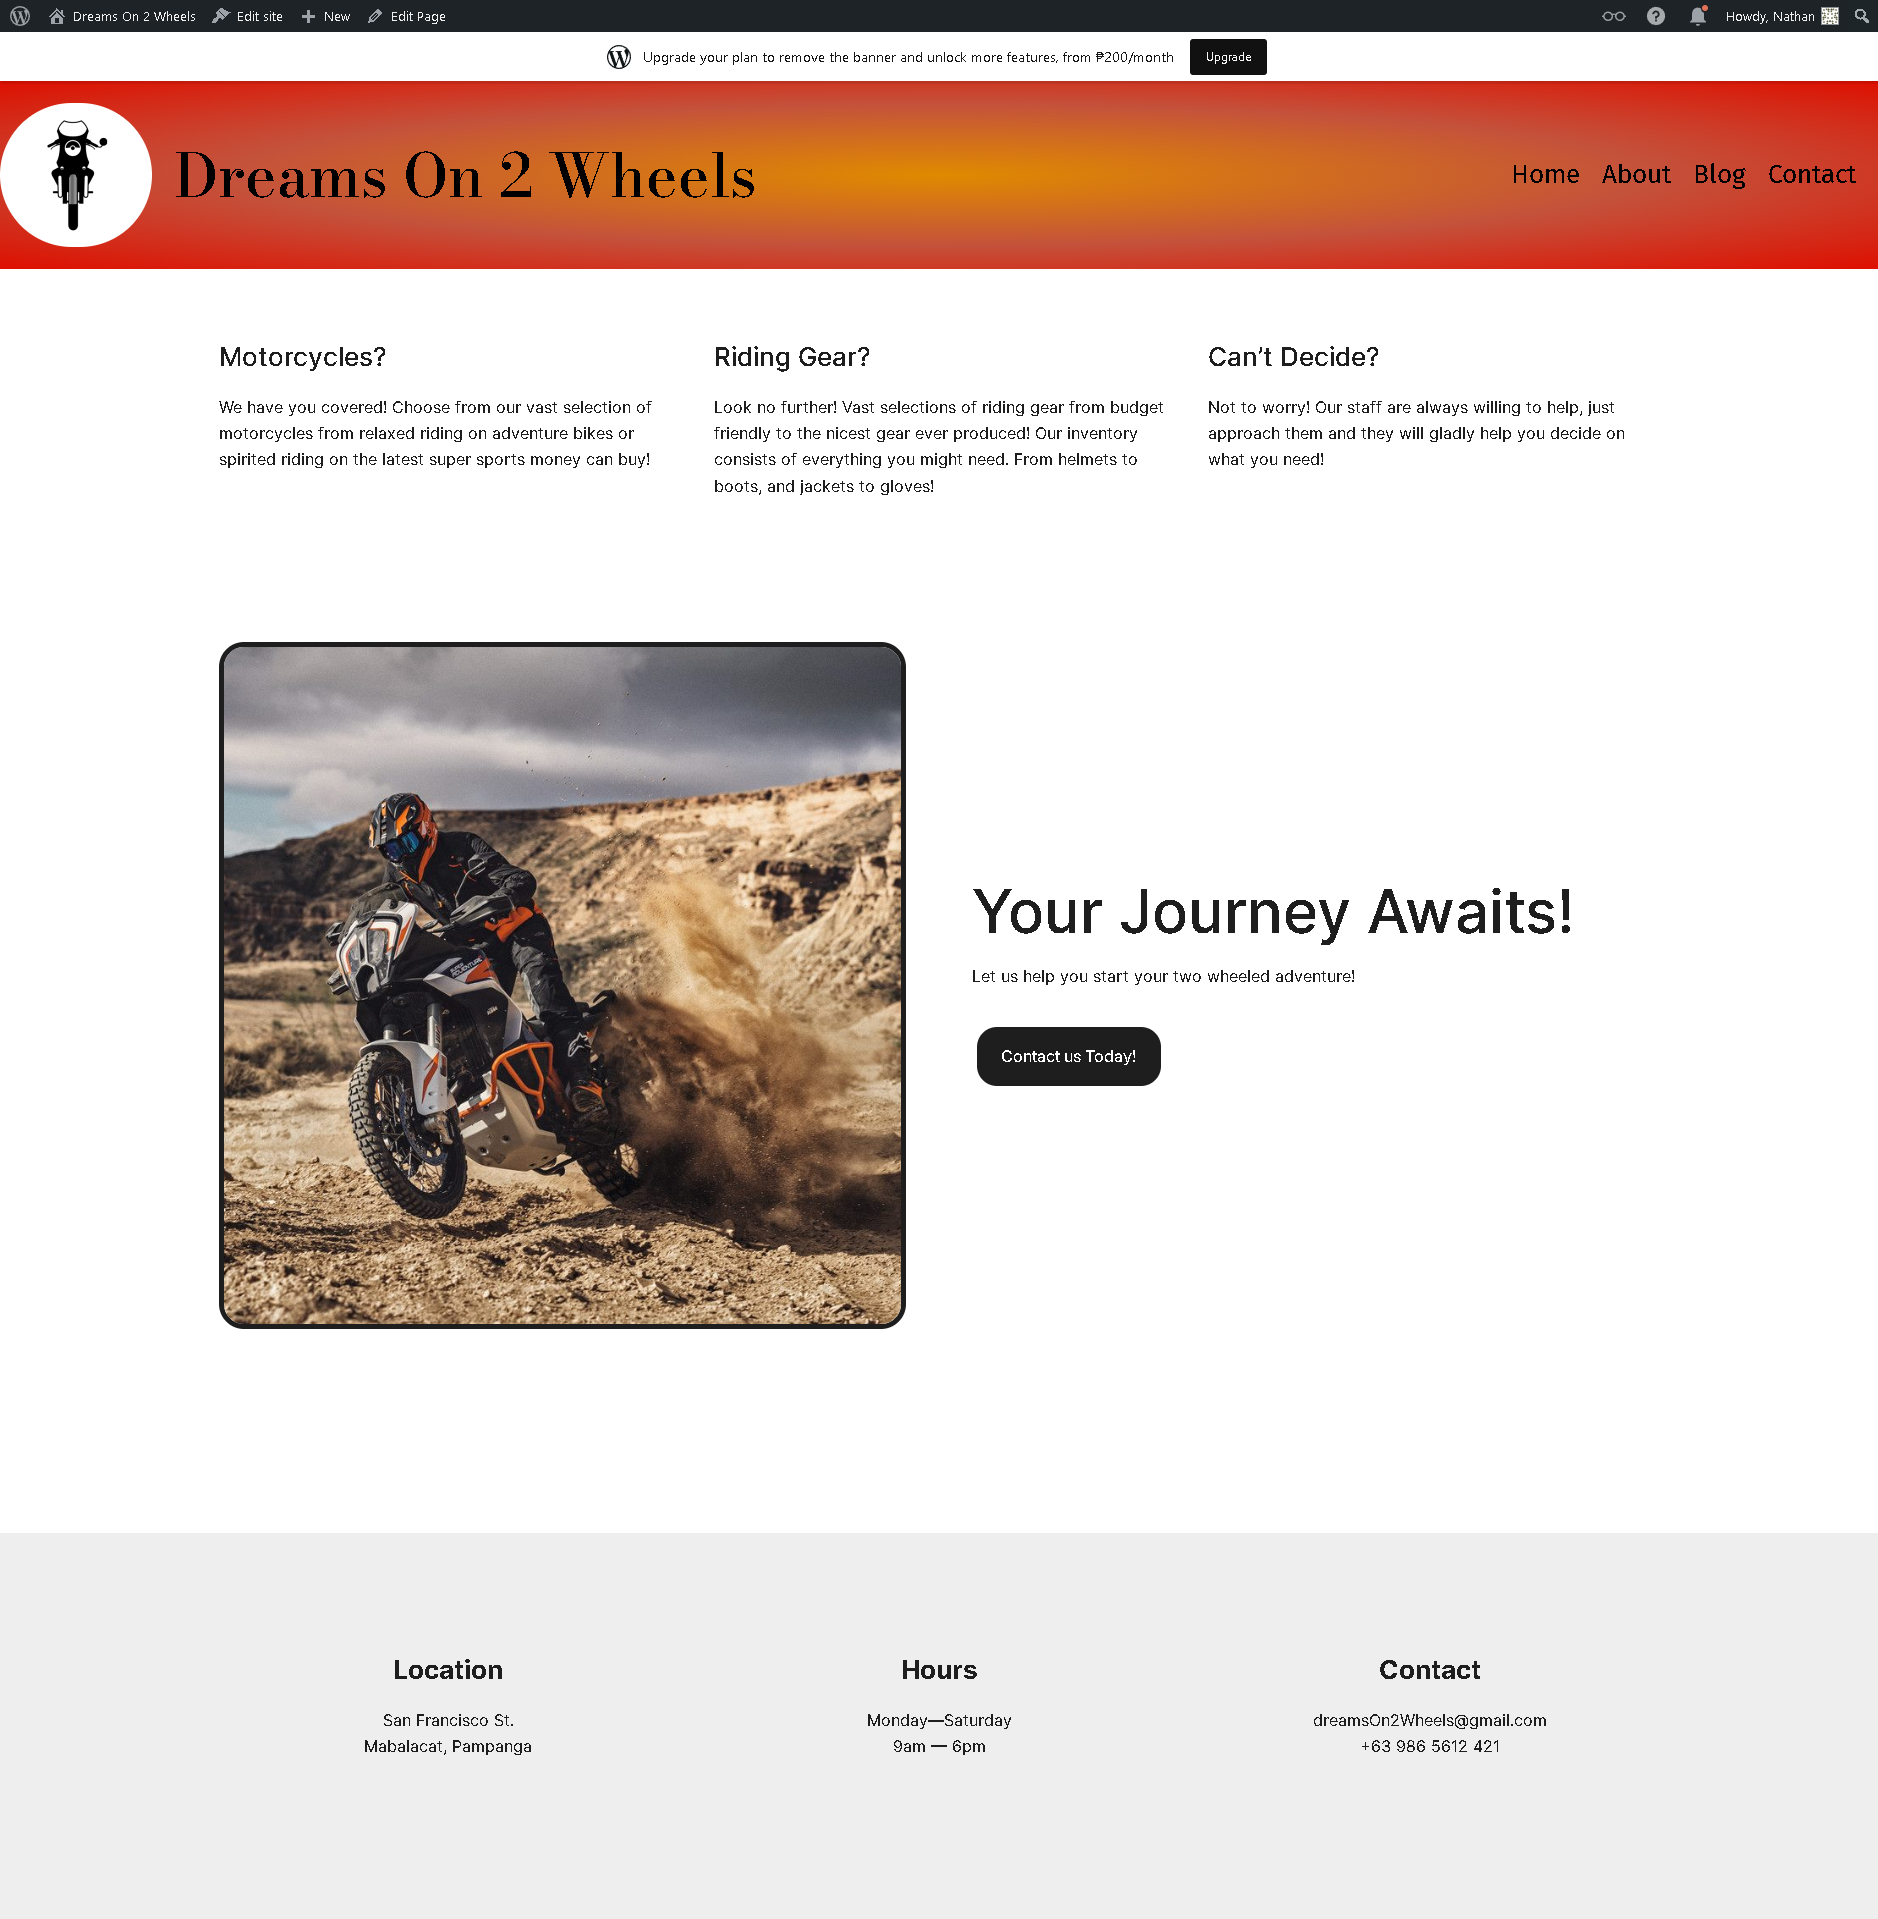 Dreams On 2 Wheels Edit site New Edit Page Howdy, Nathan
Upgrade your plan to remove the banner and unlock more features, from ₱200/month Upgrade
Dreams On 2 Wheels
Home About Blog Contact
Motorcycles?
We have you covered! Choose from our vast selection of
motorcycles from relaxed riding on adventure bikes or
spirited riding on the latest super sports money can buy!
Riding Gear?
Look no further! Vast selections of riding gear from budget
friendly to the nicest gear ever produced! Our inventory
consists of everything you might need. From helmets to
boots, and jackets to gloves!
Can’t Decide?
Not to worry! Our staff are always willing to help, just
approach them and they will gladly help you decide on
what you need!
Your Journey Awaits!
Let us help you start your two wheeled adventure!
Contact us Today!
Location
San Francisco St.
Mabalacat, Pampanga
Hours
Monday—Saturday
9am — 6pm
Contact
dreamsOn2Wheels@gmail.com
+63 986 5612 421